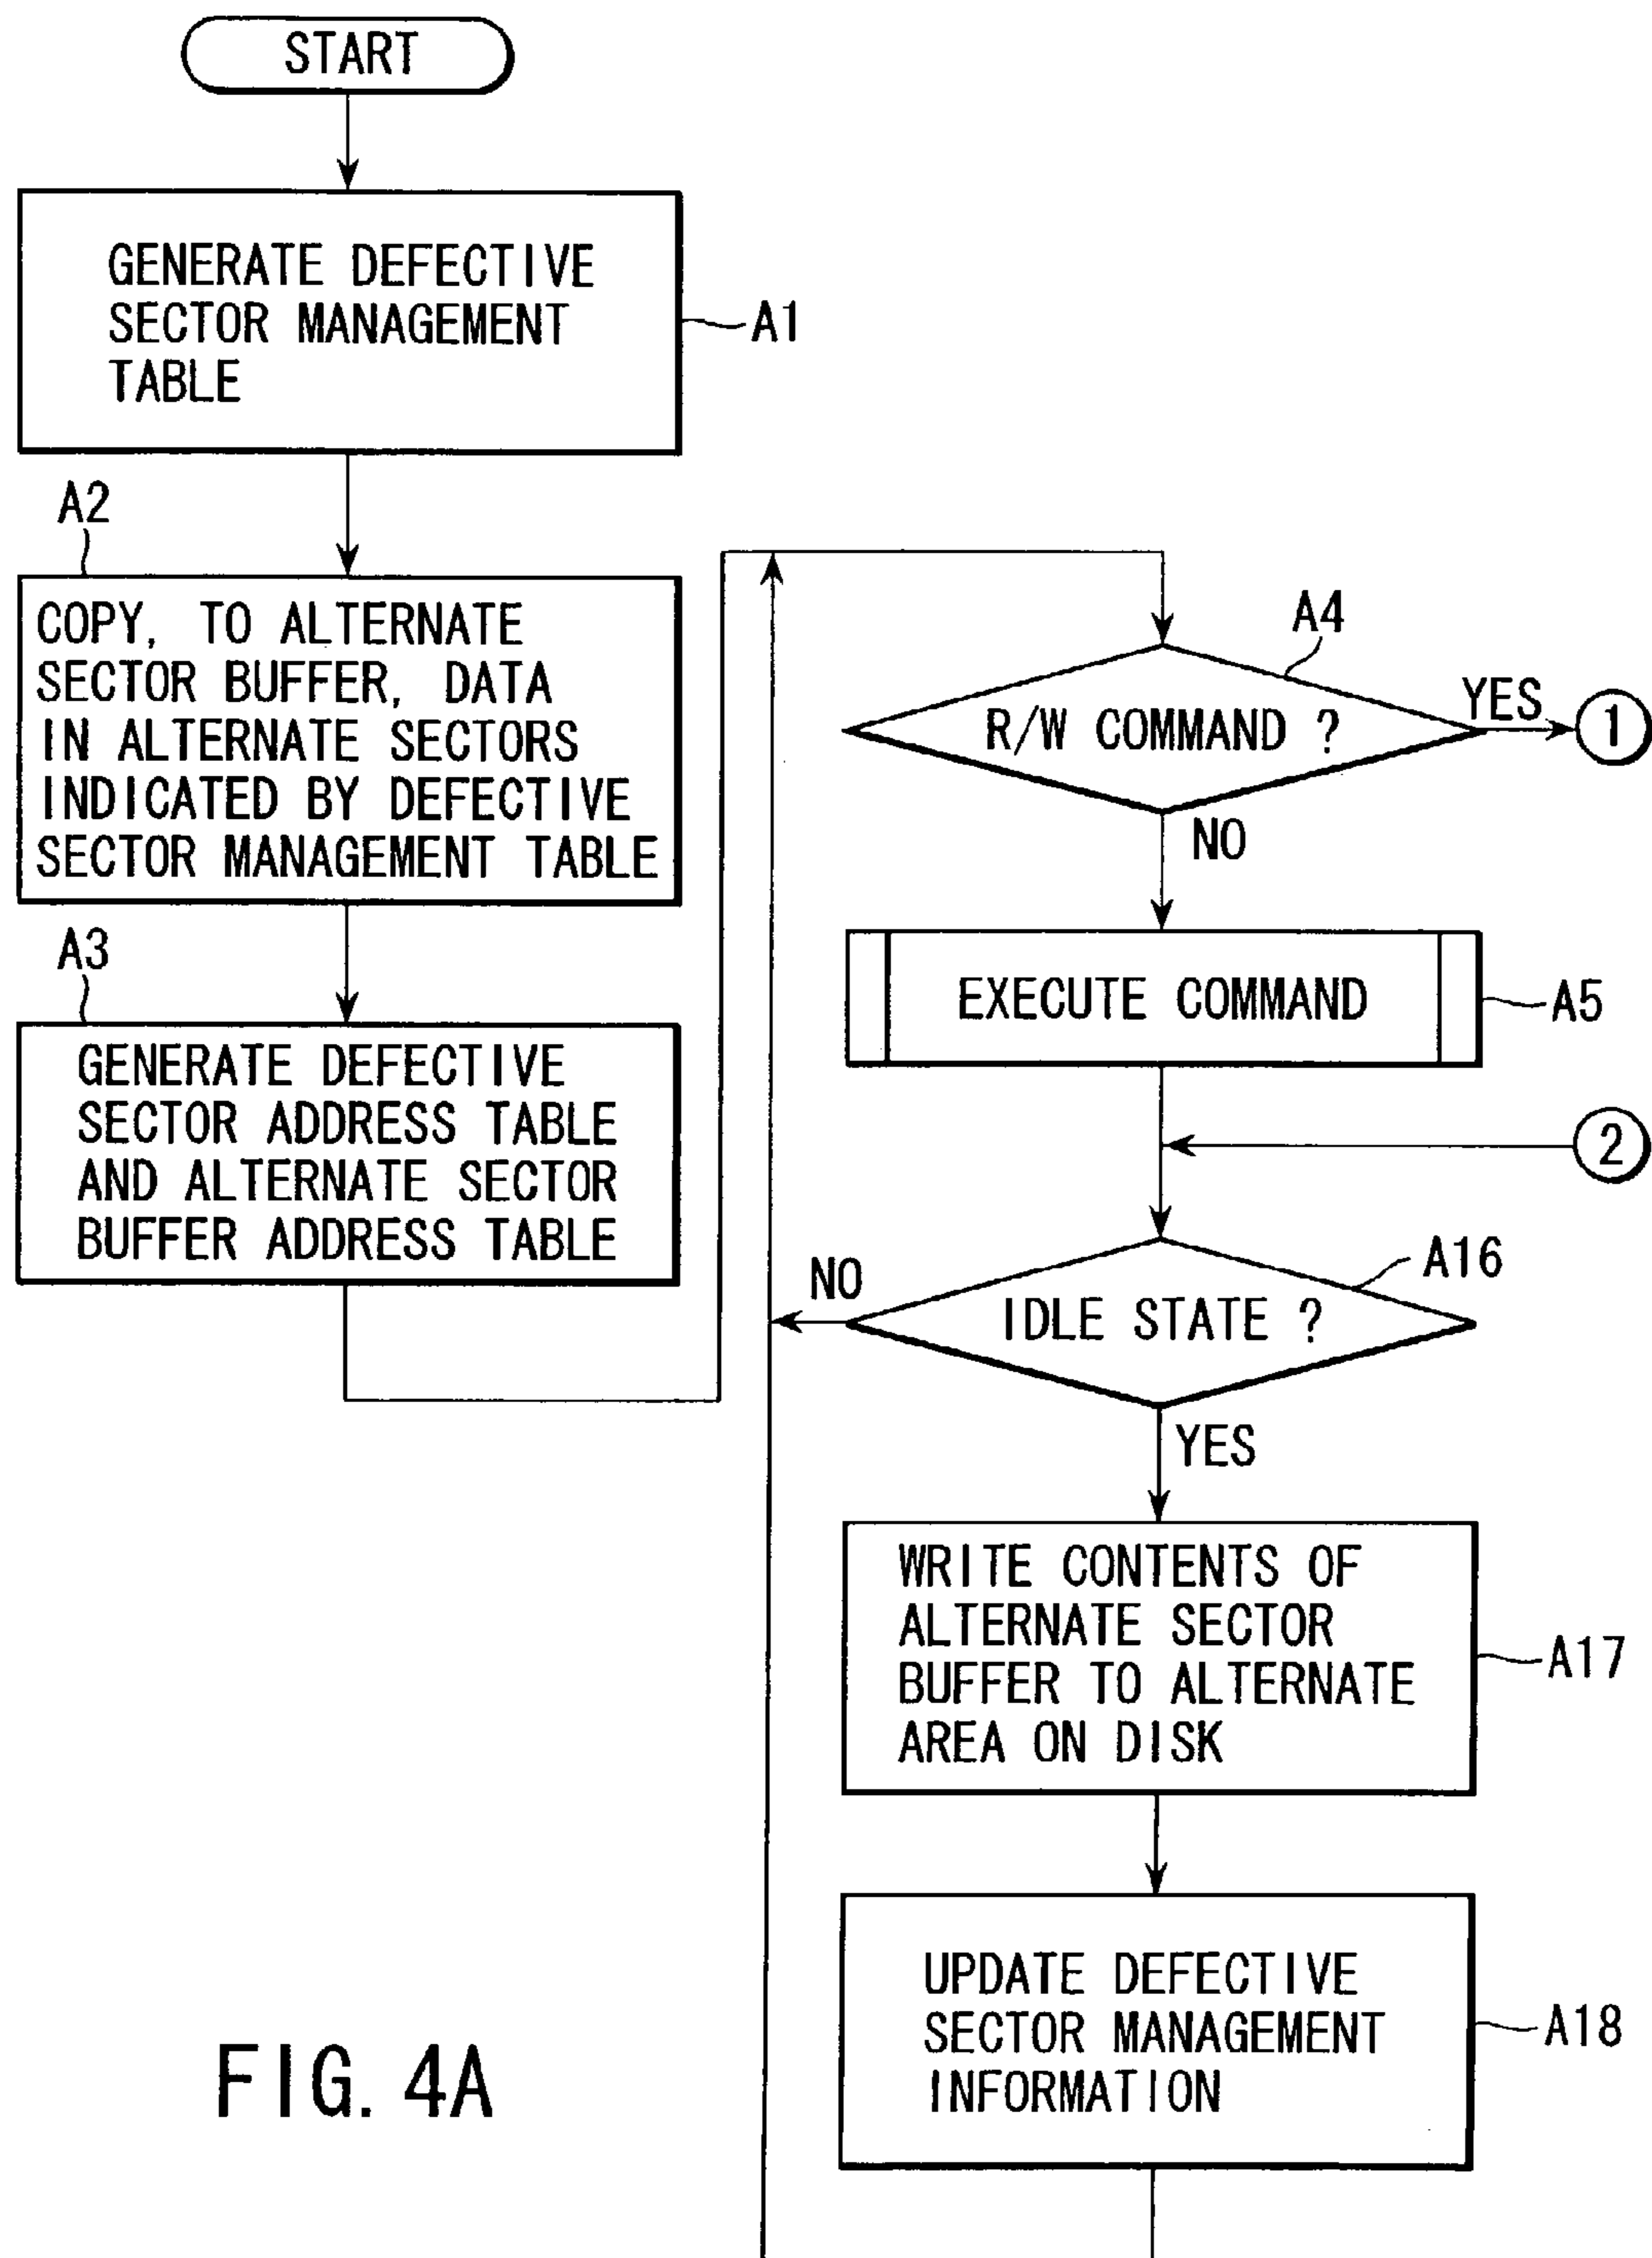 START
GENERATE DEFECTIVE
SECTOR MANAGEMENT
TABLE
A1
A2
COPY, TO ALTERNATE
SECTOR BUFFER, DATA
IN ALTERNATE SECTORS
INDICATED BY DEFECTIVE
SECTOR MANAGEMENT TABLE
A3
GENERATE DEFECTIVE
SECTOR ADDRESS TABLE
AND ALTERNATE SECTOR
BUFFER ADDRESS TABLE
A4
R/W COMMAND ?
YES
1
NO
EXECUTE COMMAND
A5
2
A16
NO
IDLE STATE ?
YES
WRITE CONTENTS OF
ALTERNATE SECTOR
BUFFER TO ALTERNATE
AREA ON DISK
A17
UPDATE DEFECTIVE
SECTOR MANAGEMENT
INFORMATION
A18
FIG. 4A